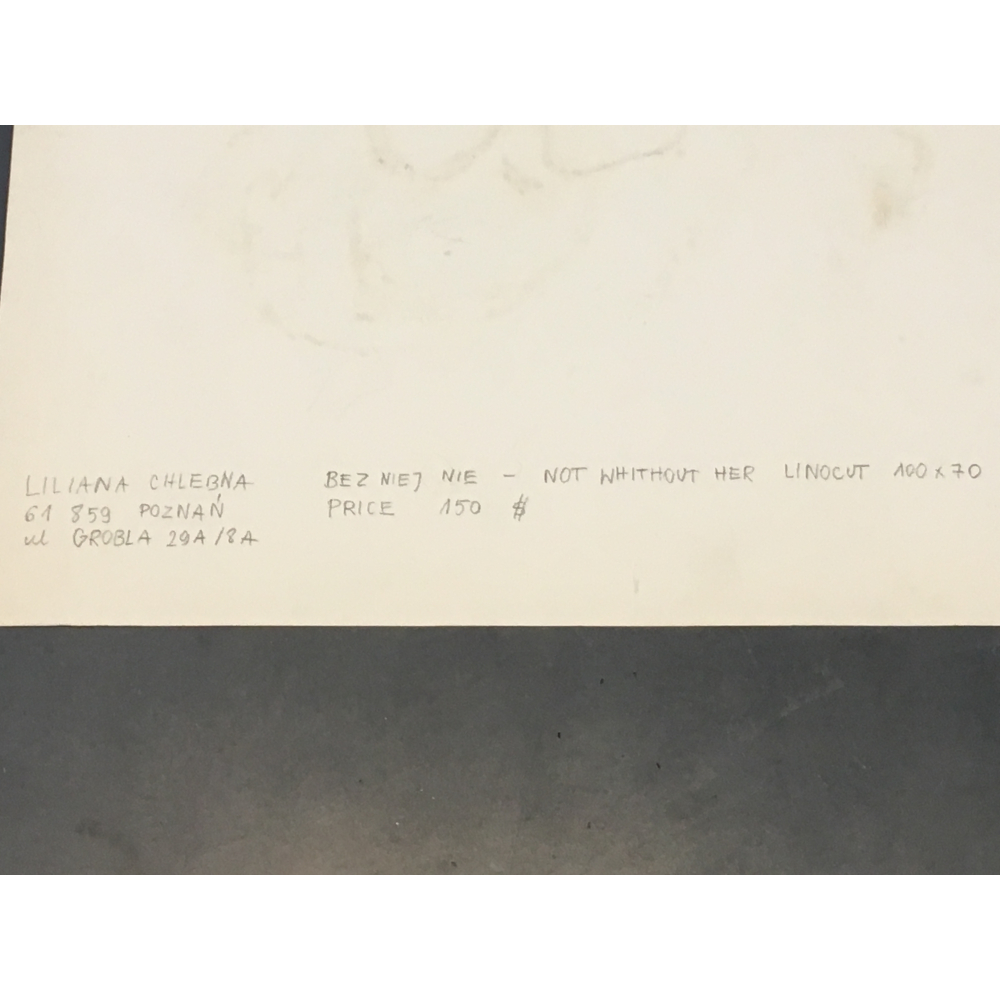 LILIANA CHLEBNA BEZ NIEJ NIE - NOT WHITHOUT HER LINOCUT 100 x 70
61 859 POZNAŃ PRICE 150 $
ul GROBLA 29A/8A